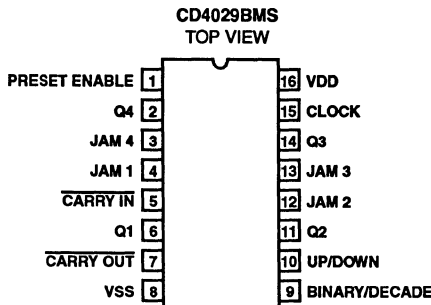 CD4029BMS
TOP VIEW
PRESET ENABLE 1 16 VDD
Q4 2 15 CLOCK
JAM 4 3 14 Q3
JAM 1 4 13 JAM 3
CARRY IN 5 12 JAM 2
Q1 6 11 Q2
CARRY OUT 7 10 UP/DOWN
VSS 8 9 BINARY/DECADE